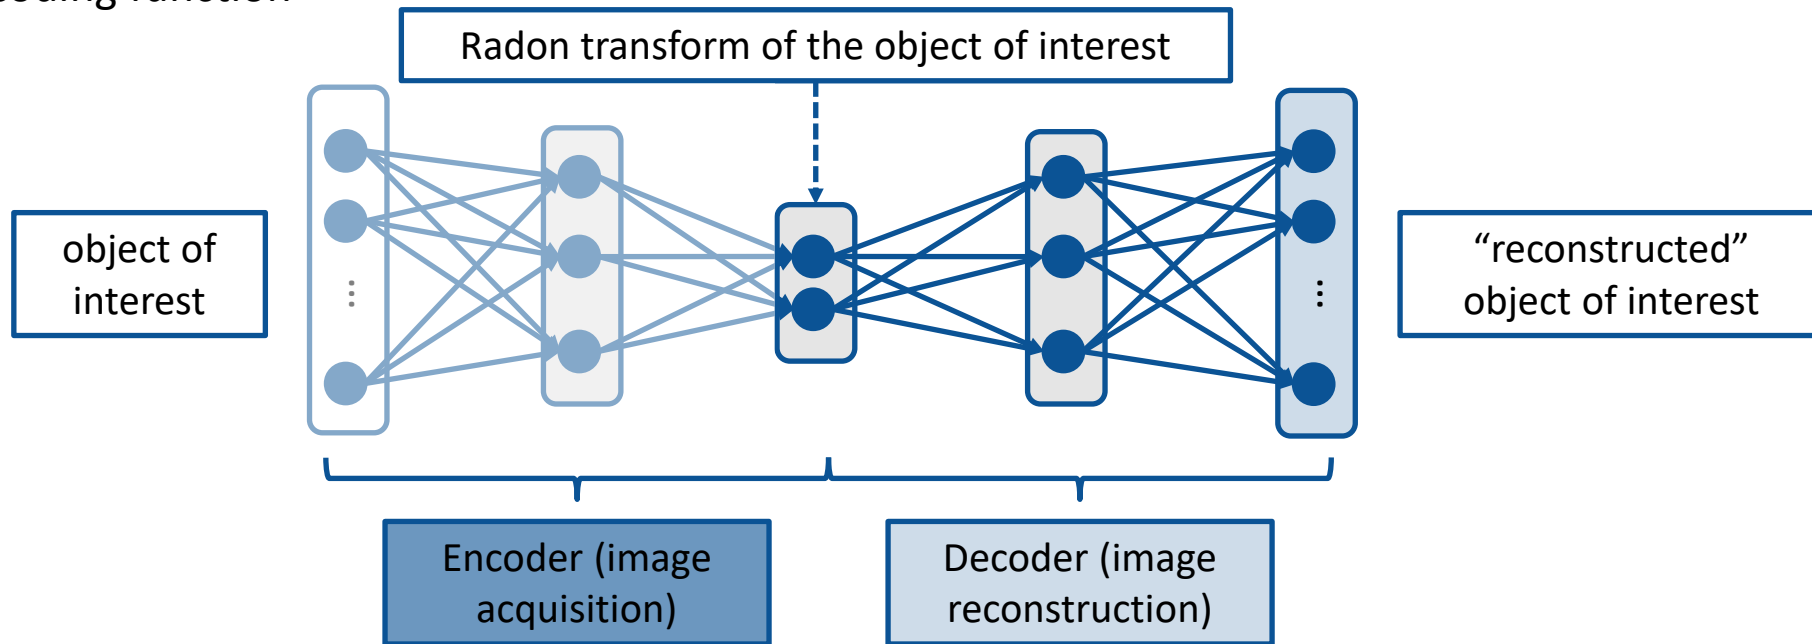 function
Radon transform of the object of interest
object of
interest
⋮
“reconstructed”
object of interest
⋮
Encoder (image
acquisition)
Decoder (image
reconstruction)